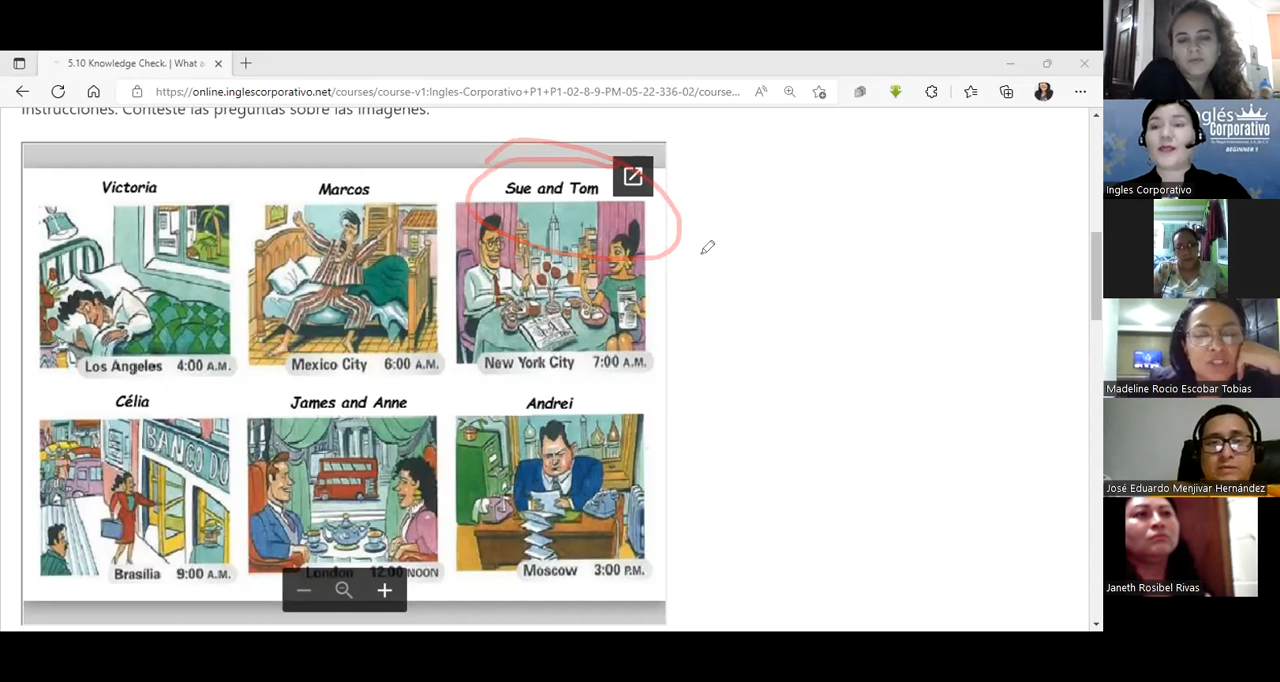 5.10 Knowledge Check. | What a
https://online.inglescorporativo.net/courses/course-v1:Ingles-Corporativo+P1+P1-02-8-9-PM-05-22-336-02/course...
Instrucciones. Conteste las preguntas sobre las imágenes.
Victoria
Marcos
Sue and Tom
Los Angeles 4:00 A.M.
Mexico City 6:00 A.M.
New York City 7:00 A.M.
Célia
James and Anne
Andrei
BANCO DO
Brasília 9:00 A.M.
London 12:00 NOON
Moscow 3:00 P.M.
Inglés
Corporativo
BEGINNER 1
Ingles Corporativo
Madeline Rocio Escobar Tobias
José Eduardo Menjivar Hernández
Janeth Rosibel Rivas